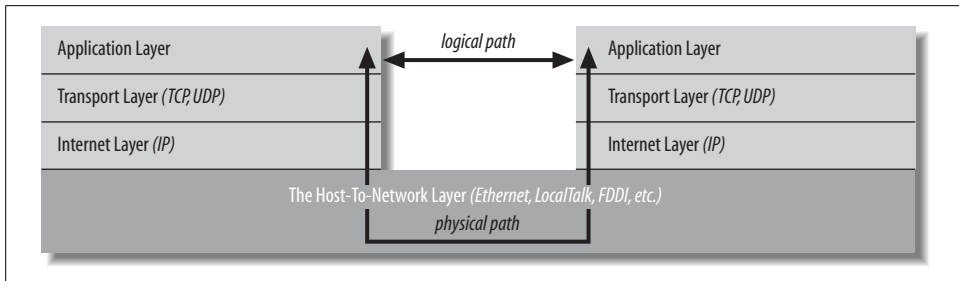 Application Layer
logical path
Application Layer
Transport Layer (TCP, UDP)
Transport Layer (TCP, UDP)
Internet Layer (IP)
Internet Layer (IP)
The Host-To-Network Layer (Ethernet, LocalTalk, FDDI, etc.)
physical path